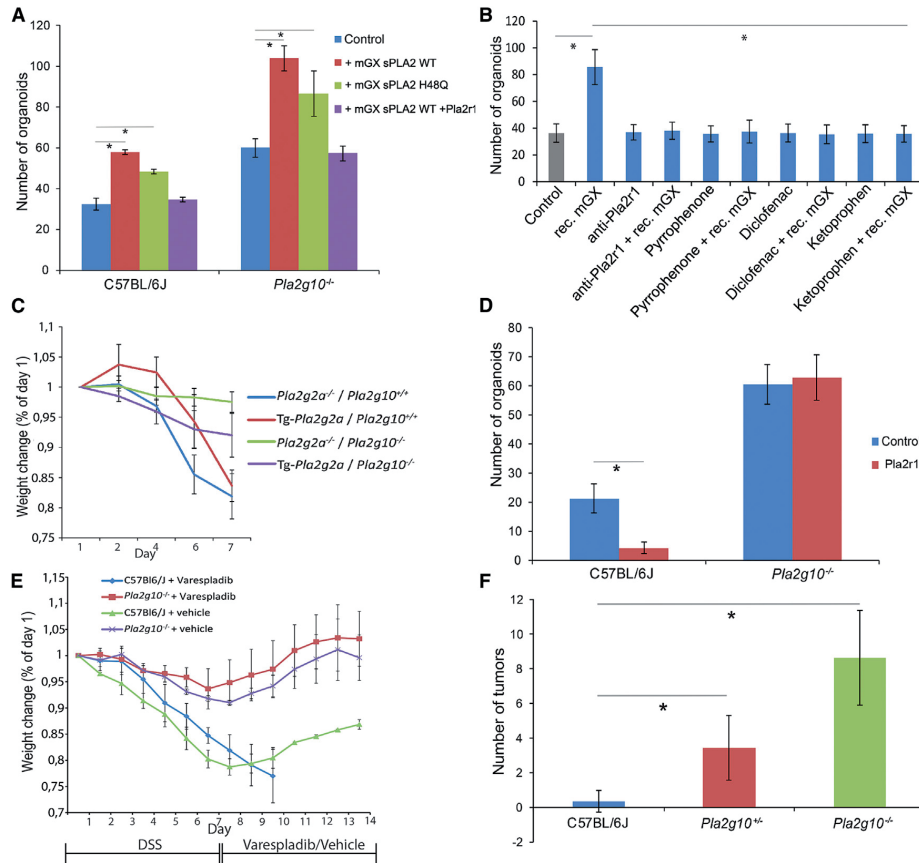 A
Number of organoids
120
100
80
60
40
20
0
* *
* *
Control
+ mGX sPLA2 WT
+ mGX sPLA2 H48Q
+ mGX sPLA2 WT +Pla2r1
C57BL/6J
Pla2g10-/-
B
Number of organoids
120
100
80
60
40
20
0
*
*
Control
rec. mGX
anti-Pla2r1
anti-Pla2r1 + rec. mGX
Pyrrophenone
Pyrrophenone + rec. mGX
Diclofenac
Diclofenac + rec. mGX
Ketoprophen
Ketoprophen + rec. mGX
C
Weight change (% of day 1)
1,1
1,05
1
0,95
0,9
0,85
0,8
0,75
1 2 4 6 7
Day
Pla2g2a-/- / Pla2g10+/+
Tg-Pla2g2a / Pla2g10+/+
Pla2g2a-/- / Pla2g10-/-
Tg-Pla2g2a / Pla2g10-/-
D
Number of organoids
80
70
60
50
40
30
20
10
0
*
Contro
Pla2r1
C57BL/6J
Pla2g10-/-
E
Weight change (% of day 1)
1,15
1,1
1,05
1
0,95
0,9
0,85
0,8
0,75
0,7
C57Bl6/J + Varespladib
Pla2g10-/- + Varespladib
C57Bl6/J + vehicle
Pla2g10-/- + vehicle
1 2 3 4 5 6 7 8 9 10 11 12 13 14
Day
DSS
Varespladib/Vehicle
F
Number of tumors
12
10
8
6
4
2
0
-2
*
*
C57BL/6J
Pla2g10+/-
Pla2g10-/-